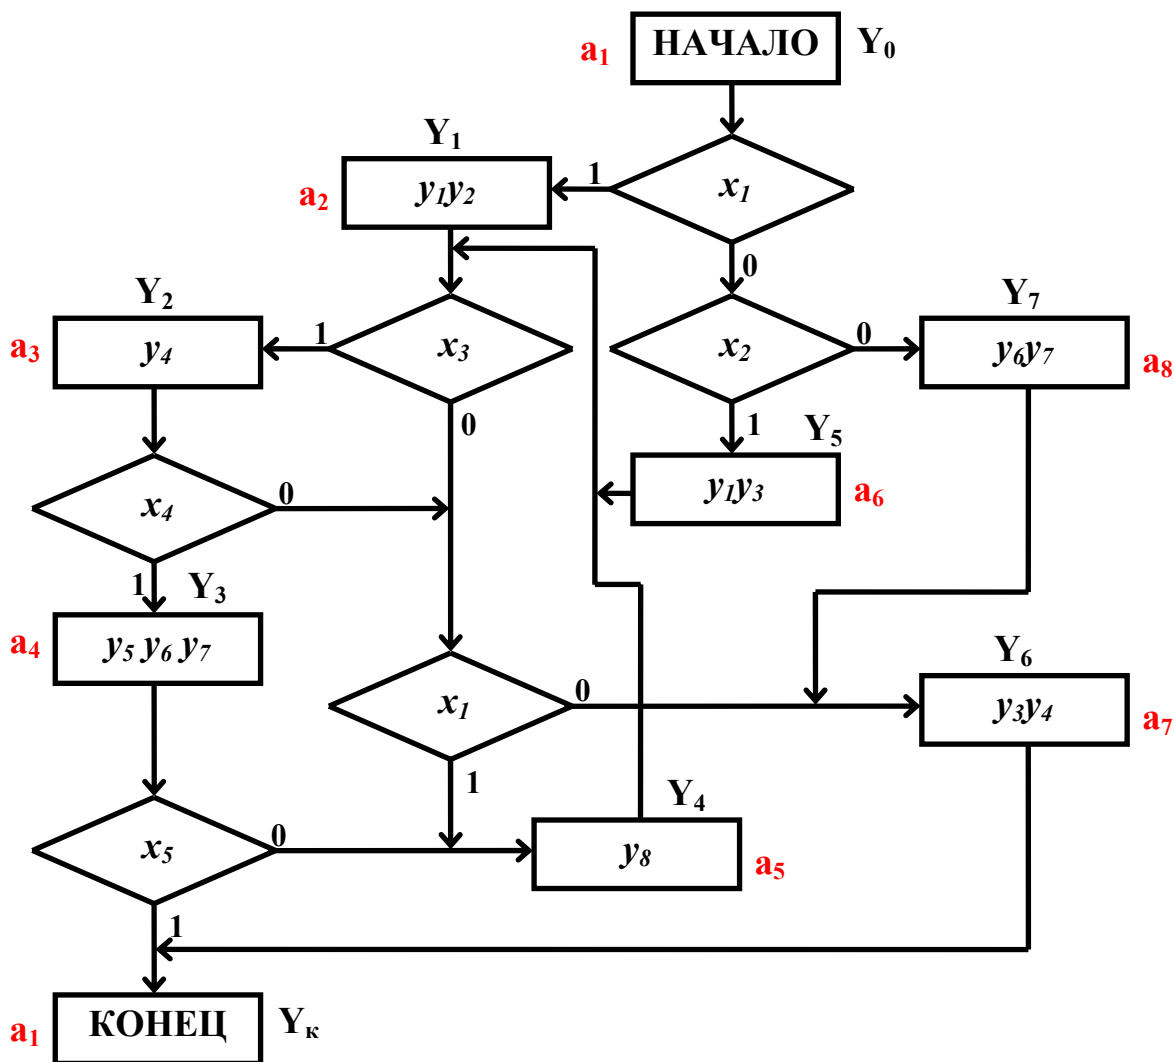 a₁ НАЧАЛО Y₀
Y₁
a₂ y₁y₂ 1 x₁
0
Y₂ Y₇
a₃ y₄ 1 x₃ x₂ 0 y₆y₇ a₈
0 1 Y₅
x₄ 0 y₁y₃ a₆
1 Y₃
a₄ y₅ y₆ y₇ Y₆
x₁ 0 y₃y₄ a₇
1 Y₄
x₅ 0 y₈ a₅
1
a₁ КОНЕЦ Yк